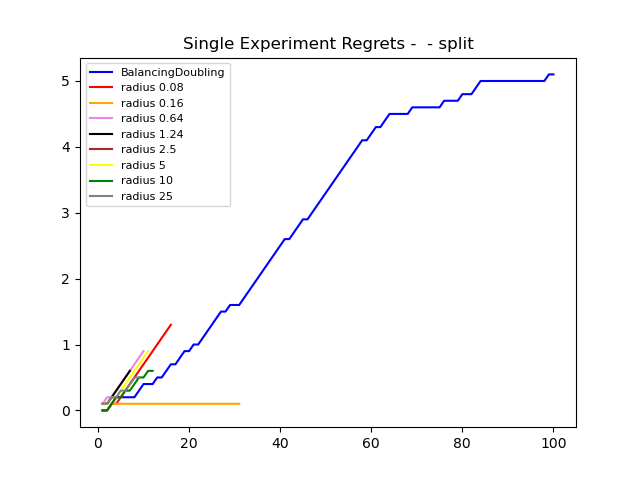 Single Experiment Regrets -  - split
BalancingDoubling
radius 0.08
radius 0.16
radius 0.64
radius 1.24
radius 2.5
radius 5
radius 10
radius 25
5
4
3
2
1
0
0 20 40 60 80 100